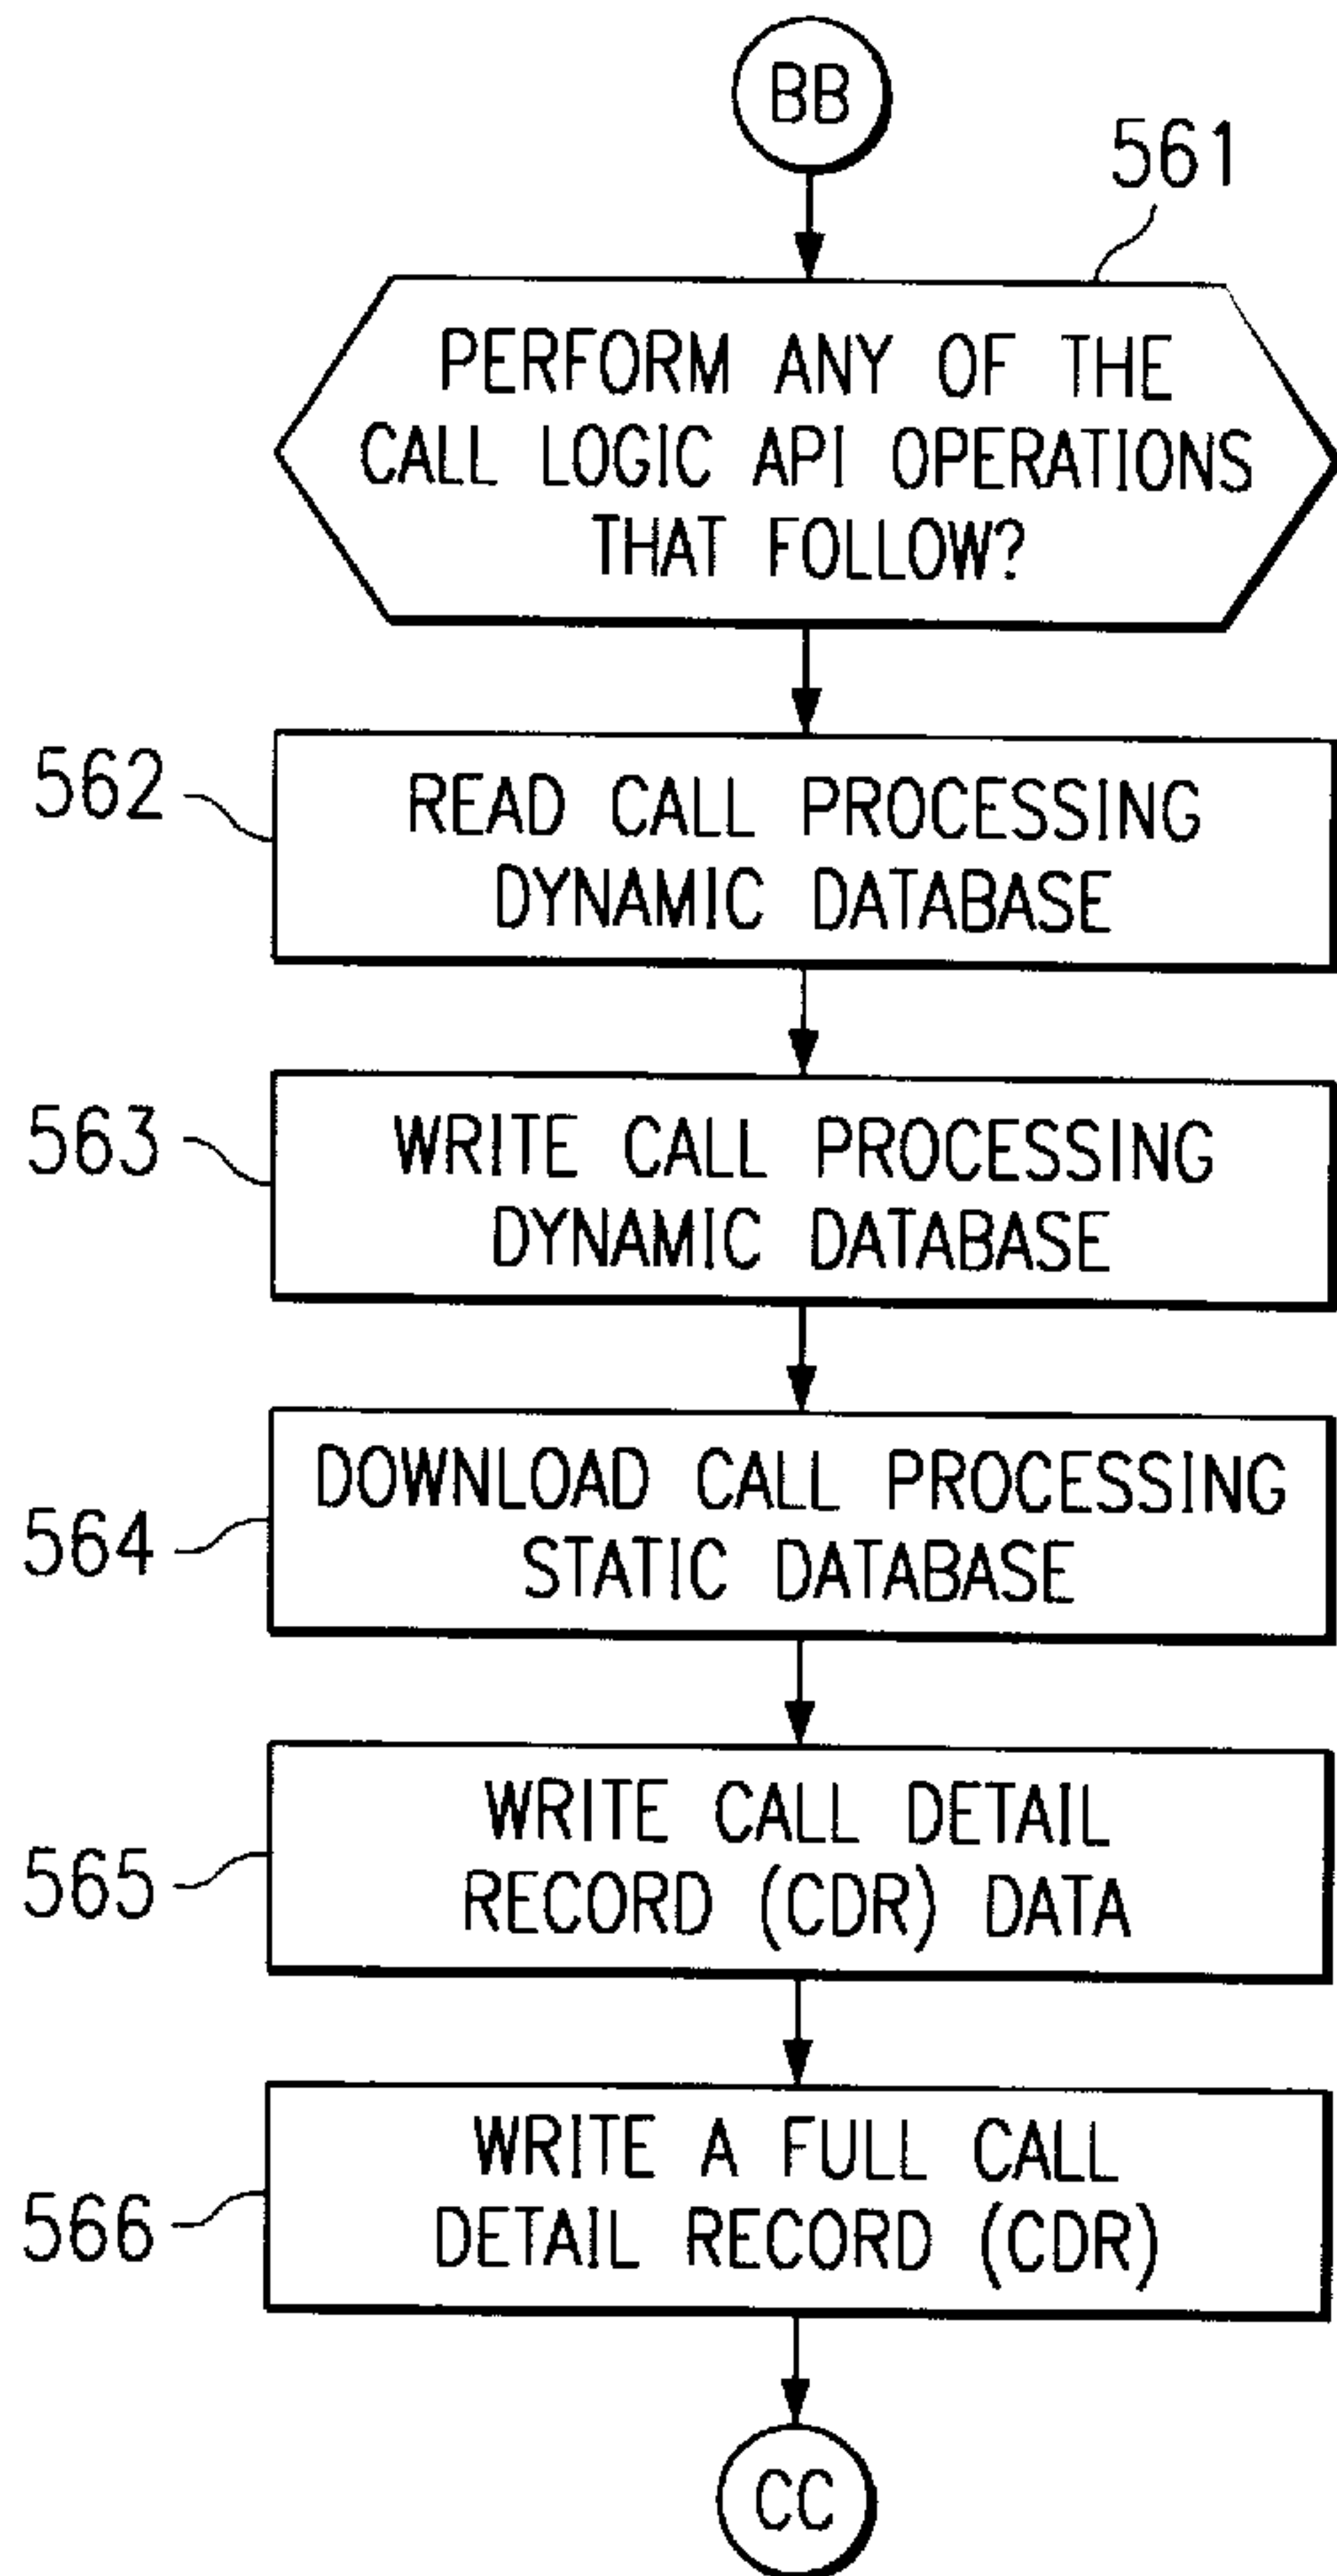 BB
561
PERFORM ANY OF THE
CALL LOGIC API OPERATIONS
THAT FOLLOW?
562
READ CALL PROCESSING
DYNAMIC DATABASE
563
WRITE CALL PROCESSING
DYNAMIC DATABASE
564
DOWNLOAD CALL PROCESSING
STATIC DATABASE
565
WRITE CALL DETAIL
RECORD (CDR) DATA
566
WRITE A FULL CALL
DETAIL RECORD (CDR)
CC